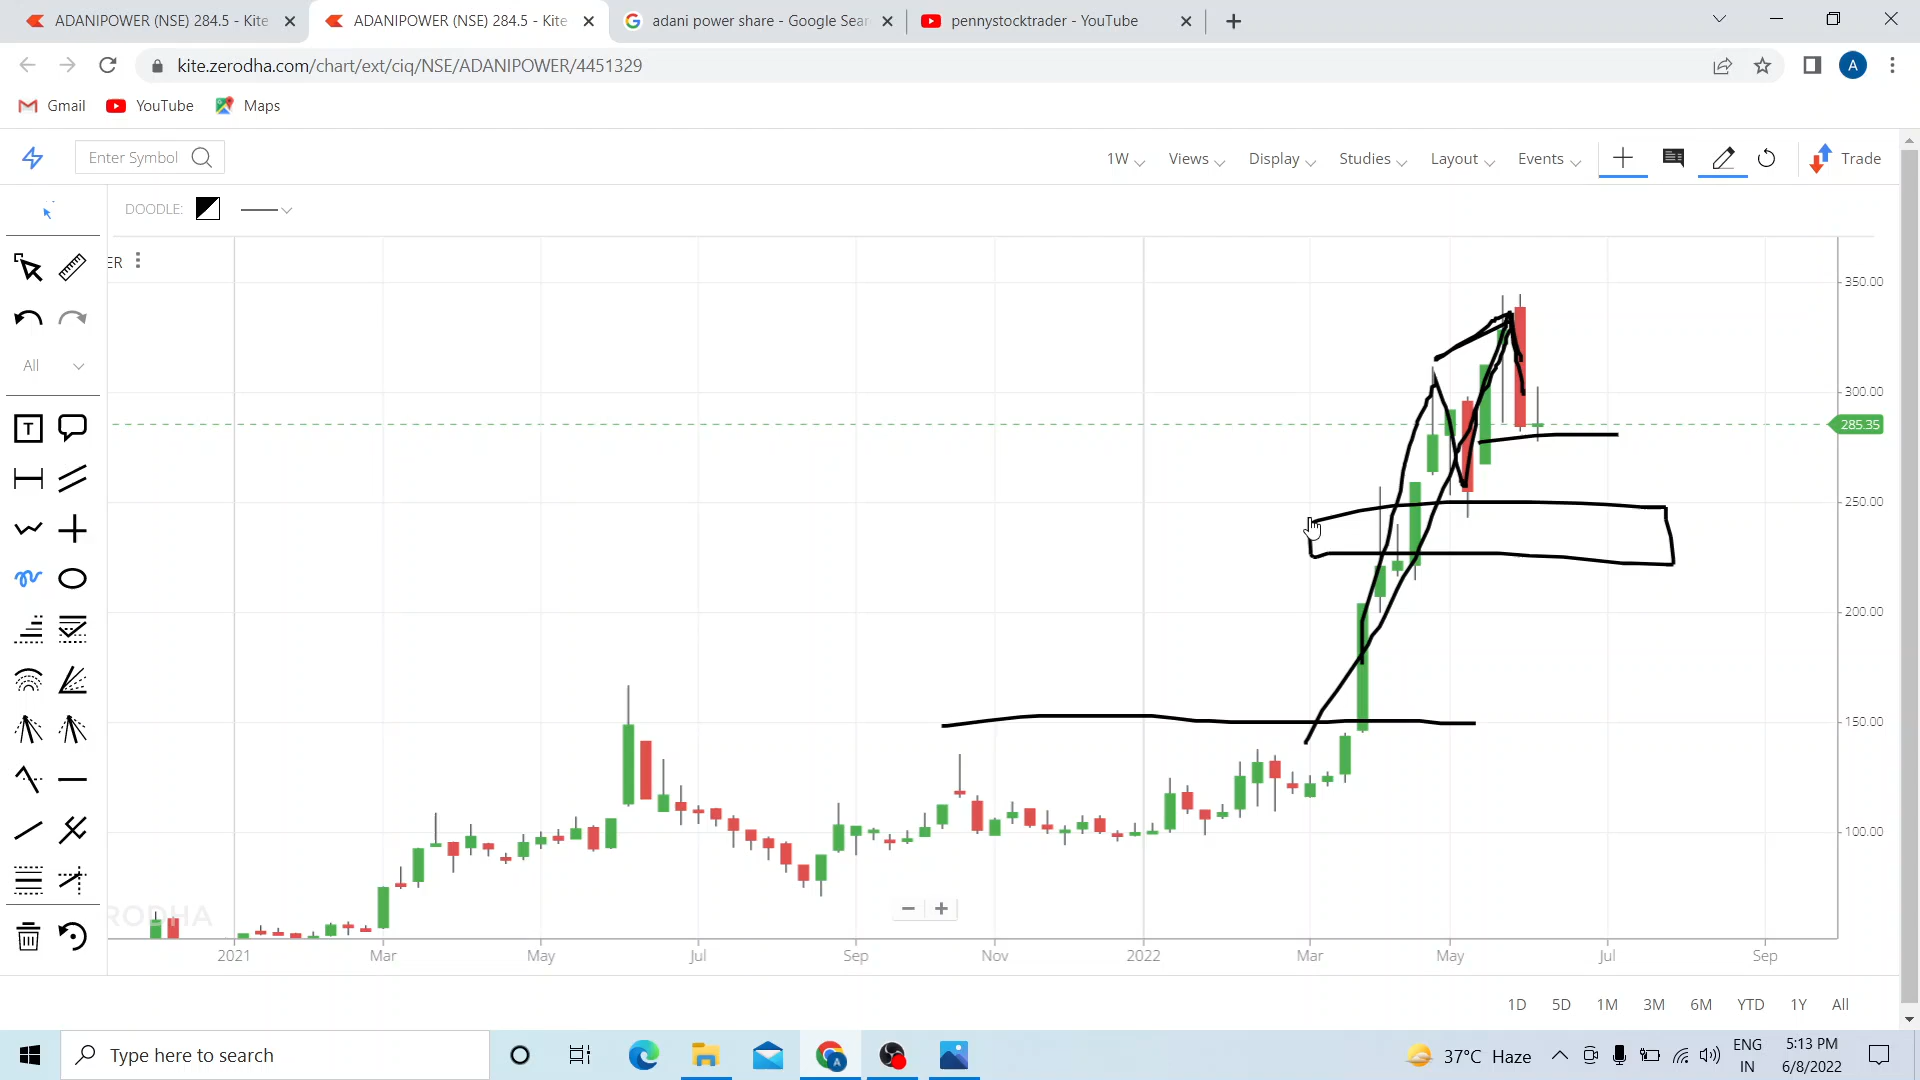 ADANIPOWER (NSE) 284.5 - Kite
ADANIPOWER (NSE) 284.5 - Kite
adani power share - Google Sear
pennystocktrader - YouTube
kite.zerodha.com/chart/ext/ciq/NSE/ADANIPOWER/4451329
A
Gmail
YouTube
Maps
Enter Symbol
1W
Views
Display
Studies
Layout
Events
Trade
DOODLE:
ER
All
T
350.00
300.00
285.35
250.00
200.00
150.00
100.00
RODHA
2021
Mar
May
Jul
Sep
Nov
2022
Mar
May
Jul
Sep
1D
5D
1M
3M
6M
YTD
1Y
All
Type here to search
A
37°C Haze
ENG
IN
5:13 PM
6/8/2022